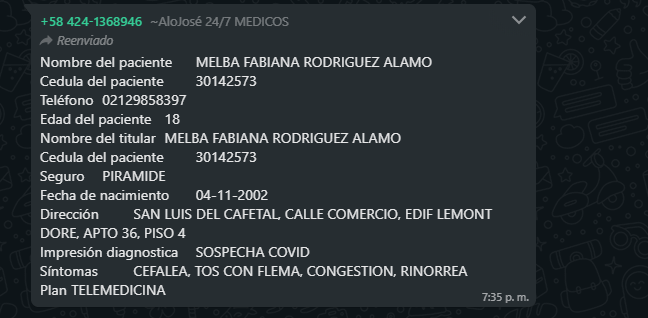 +58 424-1368946 ~AloJosé 24/7 MEDICOS
Reenviado
Nombre del paciente MELBA FABIANA RODRIGUEZ ALAMO
Cedula del paciente 30142573
Teléfono 02129858397
Edad del paciente 18
Nombre del titular MELBA FABIANA RODRIGUEZ ALAMO
Cedula del paciente 30142573
Seguro PIRAMIDE
Fecha de nacimiento 04-11-2002
Dirección SAN LUIS DEL CAFETAL, CALLE COMERCIO, EDIF LEMONT
DORE, APTO 36, PISO 4
Impresión diagnostica SOSPECHA COVID
Síntomas CEFALEA, TOS CON FLEMA, CONGESTION, RINORREA
Plan TELEMEDICINA
7:35 p. m.